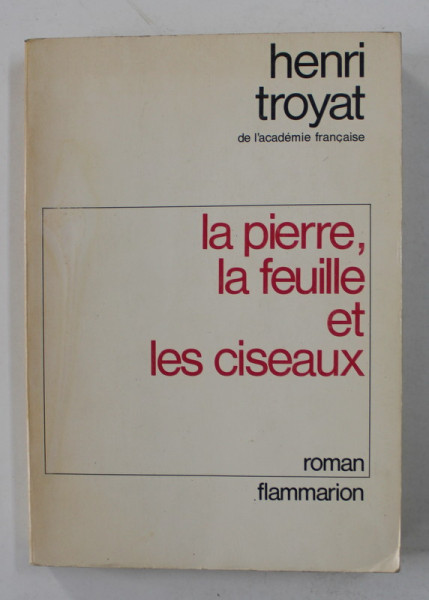 henri
troyat
de l'académie française
la pierre,
la feuille
et
les ciseaux
roman
flammarion